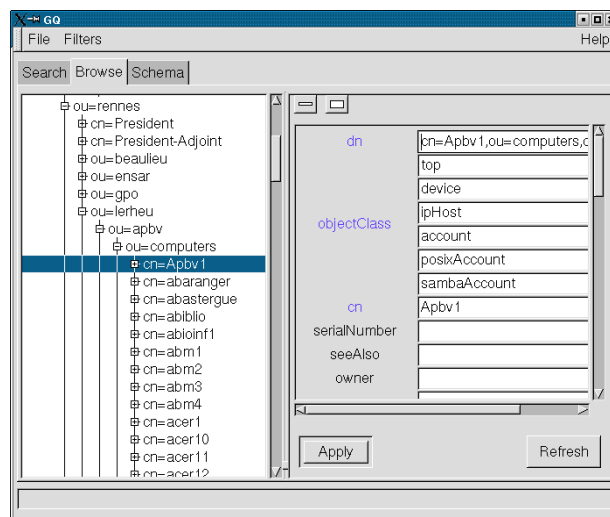 GQ
File Filters Help
Search Browse Schema
ou=rennes
cn=President
cn=President-Adjoint
ou=beaulieu
ou=ensar
ou=gpo
ou=lerheu
ou=apbv
ou=computers
cn=Apbv1
cn=abaranger
cn=abastergue
cn=abiblio
cn=abioinf1
cn=abm1
cn=abm2
cn=abm3
cn=abm4
cn=acer1
cn=acer10
cn=acer11
cn=acer12
dn cn=Apbv1,ou=computers,c
top
device
objectClass ipHost
account
posixAccount
sambaAccount
cn Apbv1
serialNumber
seeAlso
owner
Apply Refresh